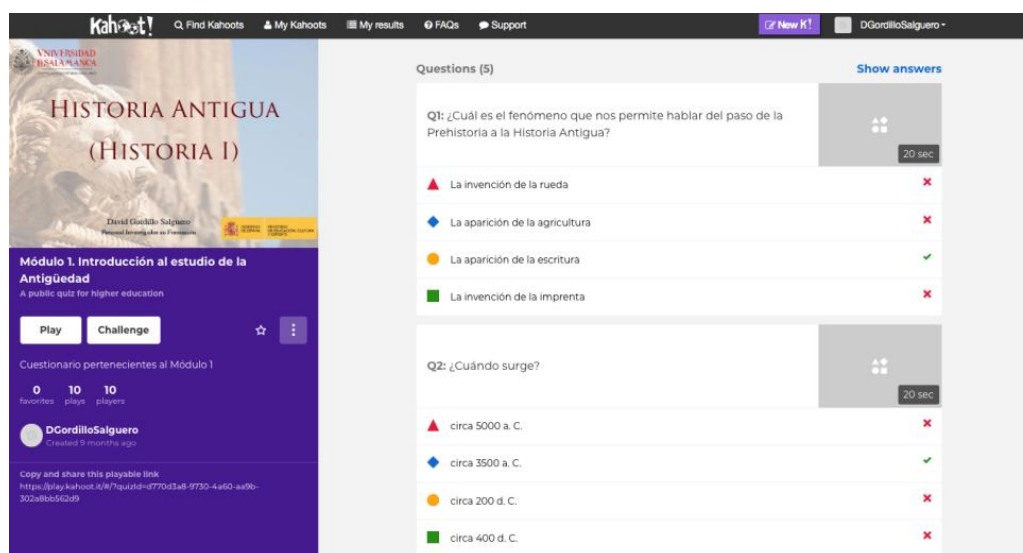 Kahoot!
Find Kahoots
My Kahoots
My results
FAQs
Support
New K!
DGordilloSalguero
VNiVERSiDAD
D SALAMANCA
HISTORIA ANTIGUA
(HISTORIA I)
David Gordillo Salguero
Personal Investigador en Formación
Módulo 1. Introducción al estudio de la
Antigüedad
A public quiz for higher education
Play
Challenge
Cuestionario pertenecientes al Módulo 1
0 10 10
favorites plays players
DGordilloSalguero
Created 9 months ago
Copy and share this playable link
https://play.kahoot.it/#/?quizId=d770d3a8-9730-4a60-aa9b-
302a8bb562d9
Questions (5)
Show answers
Q1: ¿Cuál es el fenómeno que nos permite hablar del paso de la
Prehistoria a la Historia Antigua?
20 sec
La invención de la rueda
La aparición de la agricultura
La aparición de la escritura
La invención de la imprenta
Q2: ¿Cuándo surge?
20 sec
circa 5000 a. C.
circa 3500 a. C.
circa 200 d. C.
circa 400 d. C.